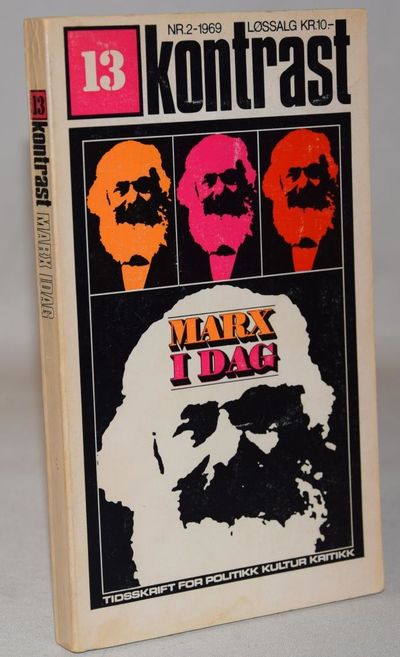 13
NR.2-1969 LØSSALG KR.10.-
kontrast
MARX
I DAG
TIDSSKRIFT FOR POLITIKK KULTUR KRITIKK
13 kontrast MARX I DAG